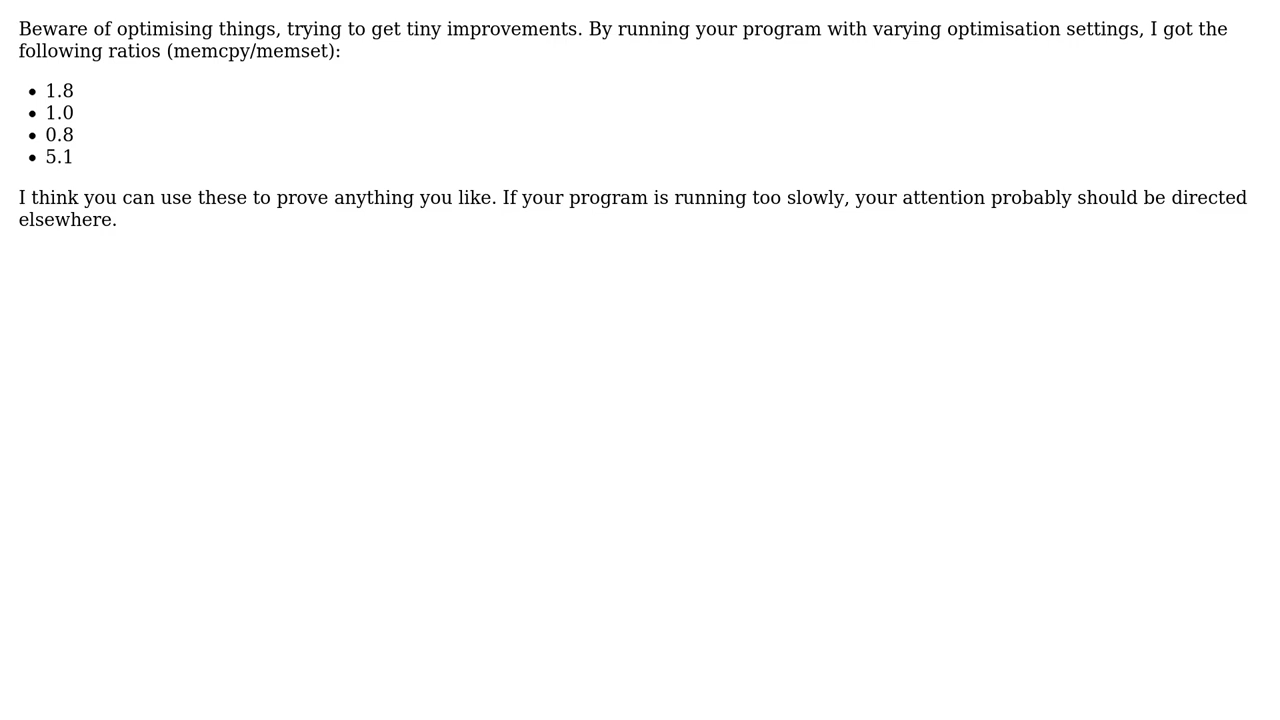 Beware of optimising things, trying to get tiny improvements. By running your program with varying optimisation settings, I got the
following ratios (memcpy/memset):
• 1.8
• 1.0
• 0.8
• 5.1
I think you can use these to prove anything you like. If your program is running too slowly, your attention probably should be directed
elsewhere.